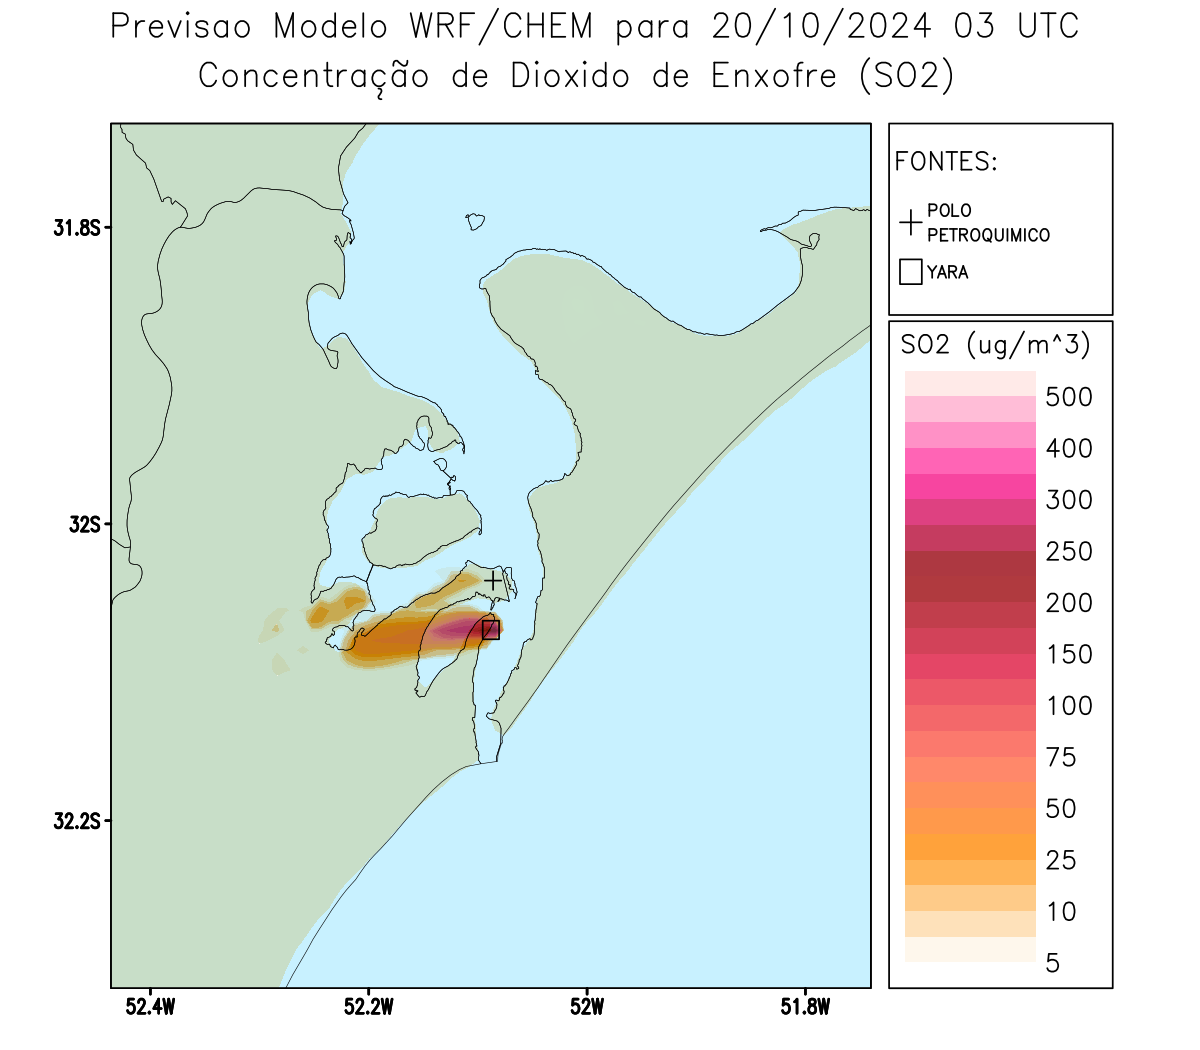 Previsao Modelo WRF/CHEM para 20/10/2024 03 UTC
Concentração de Dioxido de Enxofre (SO2)
FONTES:
POLO
PETROQUIMICO
YARA
31.8S
32S
32.2S
52.4W
52.2W
52W
51.8W
SO2 (ug/m^3)
500
400
300
250
200
150
100
75
50
25
10
5